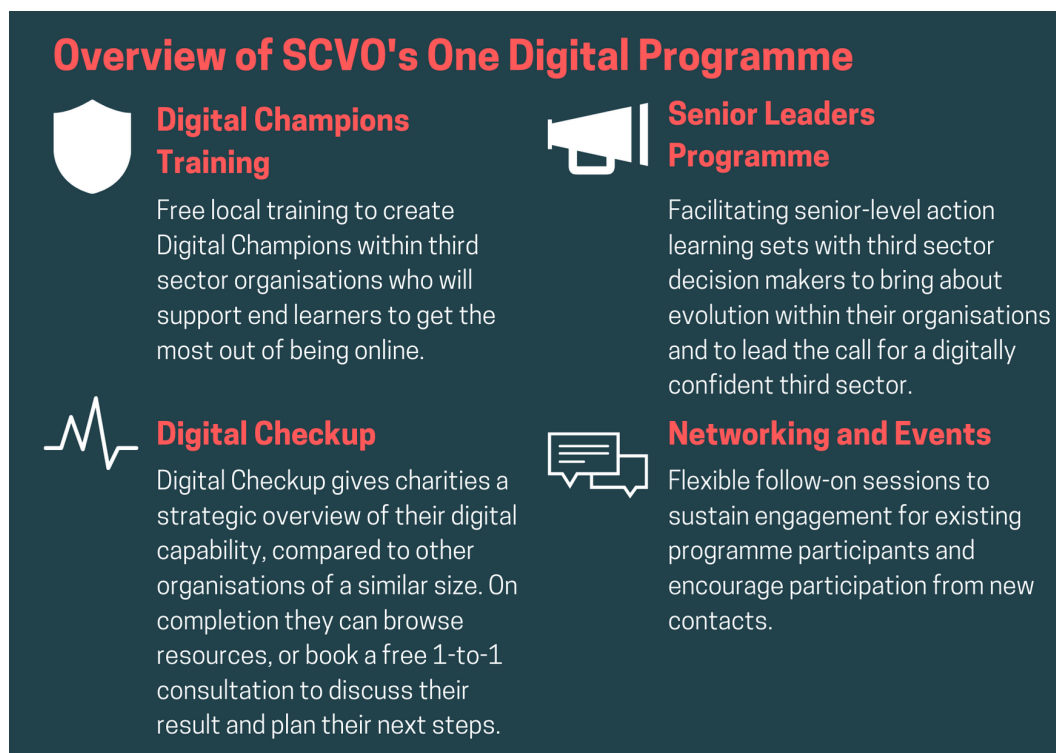 Overview of SCVO's One Digital Programme
Digital Champions
Training
Free local training to create
Digital Champions within third
sector organisations who will
support end learners to get the
most out of being online.
Senior Leaders
Programme
Facilitating senior-level action
learning sets with third sector
decision makers to bring about
evolution within their organisations
and to lead the call for a digitally
confident third sector.
Digital Checkup
Digital Checkup gives charities a
strategic overview of their digital
capability, compared to other
organisations of a similar size. On
completion they can browse
resources, or book a free 1-to-1
consultation to discuss their
result and plan their next steps.
Networking and Events
Flexible follow-on sessions to
sustain engagement for existing
programme participants and
encourage participation from new
contacts.